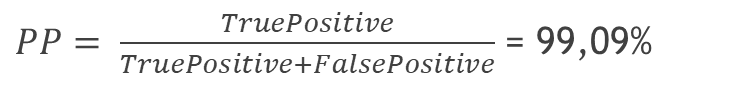 PP = TruePositive / TruePositive+FalsePositive = 99,09%